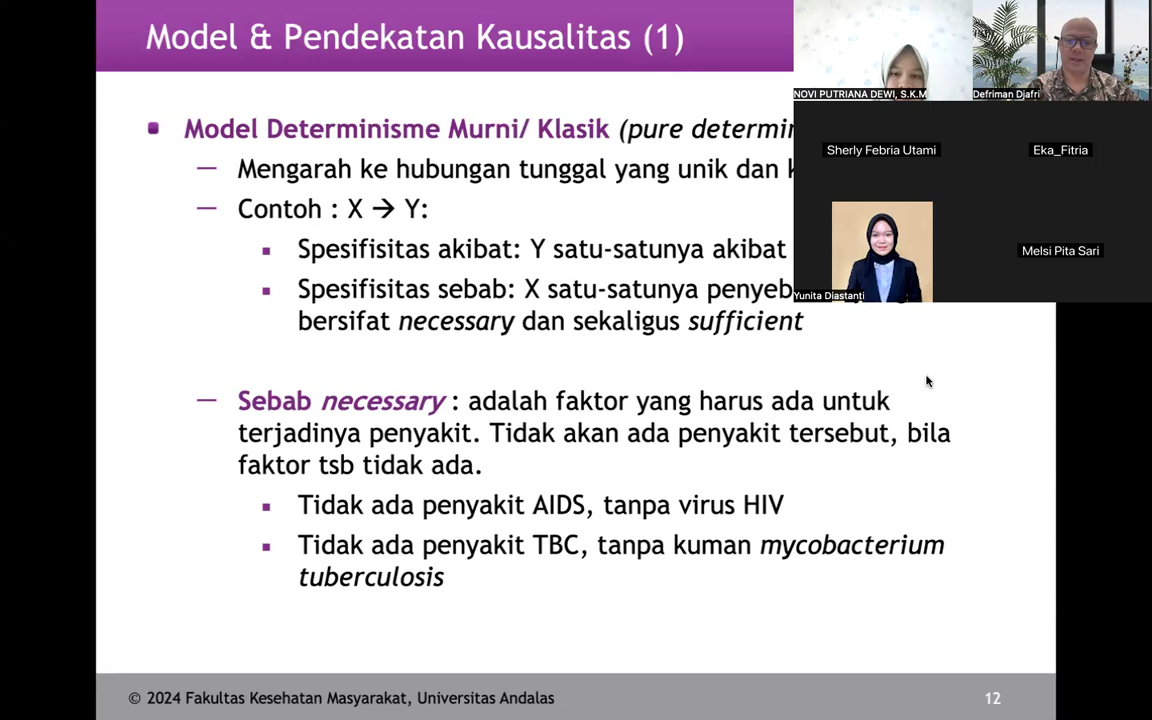 Model & Pendekatan Kausalitas (1)
NOVI PUTRIANA DEWI, S.K.M
Defriman Djafri
Sherly Febria Utami
Eka_Fitria
Yunita Diastanti
Melsi Pita Sari
Model Determinisme Murni/ Klasik (pure
— Mengarah ke hubungan tunggal yang unik dan
— Contoh : X → Y:
▪ Spesifisitas akibat: Y satu-satunya akibat
▪ Spesifisitas sebab: X satu-satunya
bersifat necessary dan sekaligus sufficient
— Sebab necessary : adalah faktor yang harus ada untuk
terjadinya penyakit. Tidak akan ada penyakit tersebut, bila
faktor tsb tidak ada.
▪ Tidak ada penyakit AIDS, tanpa virus HIV
▪ Tidak ada penyakit TBC, tanpa kuman mycobacterium
tuberculosis
© 2024 Fakultas Kesehatan Masyarakat, Universitas Andalas
12